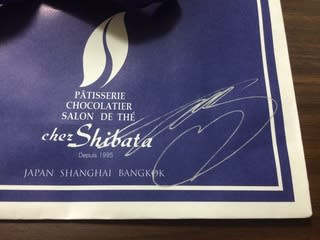 PÂTISSERIE
CHOCOLATIER
SALON DE THÉ
chez Shibata
Depuis 1995
JAPAN SHANGHAI BANGKOK